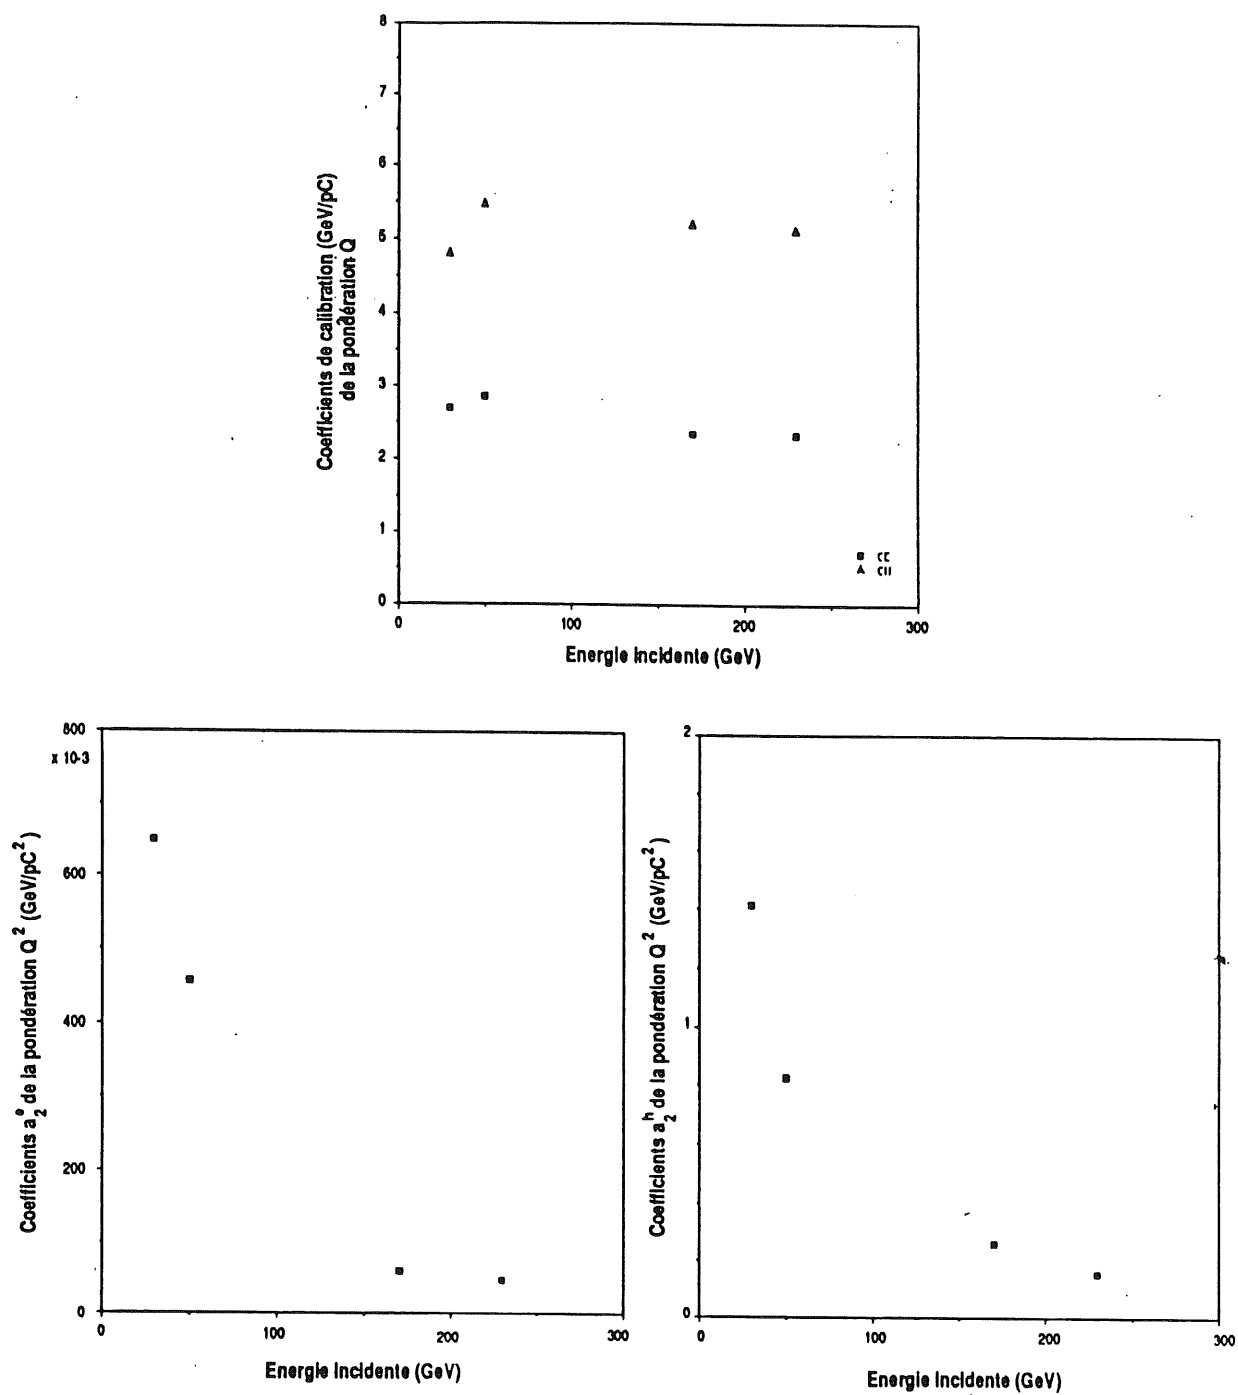 8
7
6
5
4
3
2
1
0
Coefficients de calibration (GeV/pC)
de la pondération Q²
CE
CH
0 100 200 300
Energie incidente (GeV)
800
x 10-3
600
400
200
0
Coefficients a₂ᵉ de la pondération Q² (GeV/pC²)
0 100 200 300
Energie incidente (GeV)
2
1
0
Coefficients a₂ʰ de la pondération Q² (GeV/pC²)
0 100 200 300
Energie incidente (GeV)